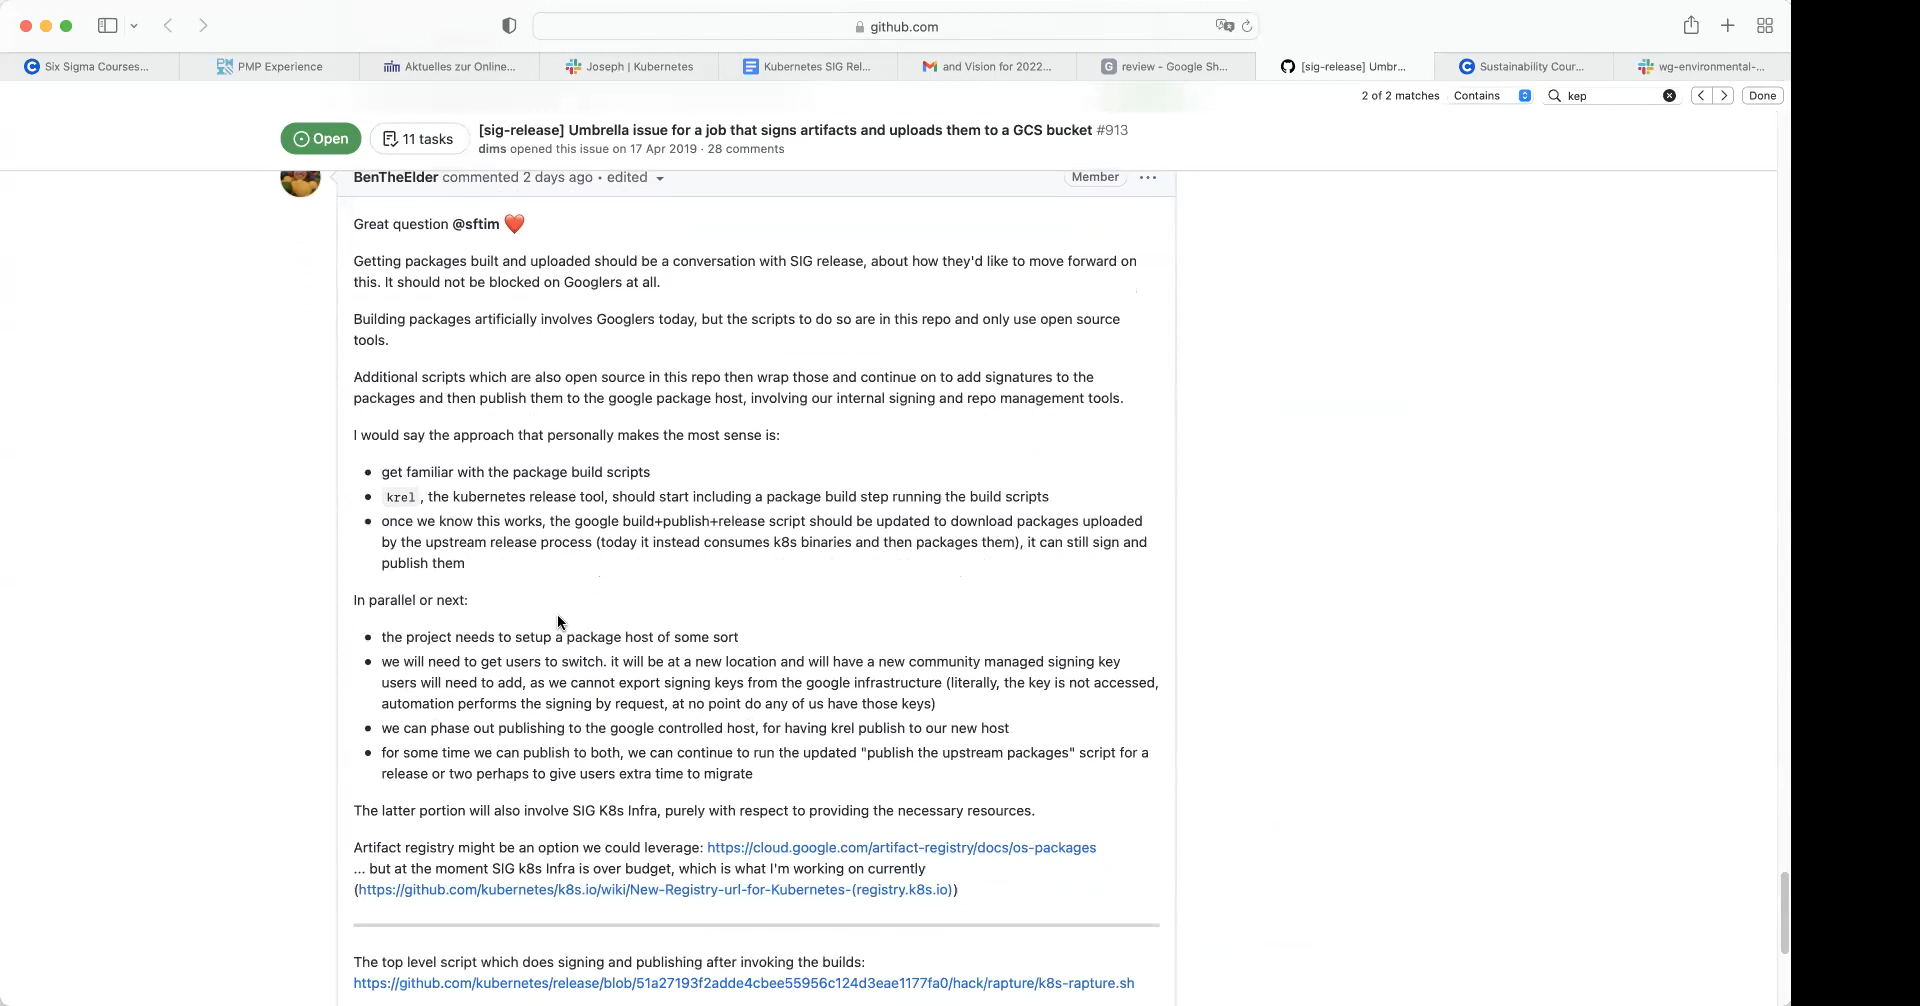 github.com
Six Sigma Courses...
PMP Experience
Aktuelles zur Online...
Joseph | Kubernetes
Kubernetes SIG Rel...
and Vision for 2022...
review - Google Sh...
[sig-release] Umbr...
Sustainability Cour...
wg-environmental-...
2 of 2 matches Contains kep Done
Open
11 tasks
[sig-release] Umbrella issue for a job that signs artifacts and uploads them to a GCS bucket #913
dims opened this issue on 17 Apr 2019 · 28 comments
BenTheElder commented 2 days ago • edited
Member
Great question @sftim ❤️
Getting packages built and uploaded should be a conversation with SIG release, about how they'd like to move forward on
this. It should not be blocked on Googlers at all.
Building packages artificially involves Googlers today, but the scripts to do so are in this repo and only use open source
tools.
Additional scripts which are also open source in this repo then wrap those and continue on to add signatures to the
packages and then publish them to the google package host, involving our internal signing and repo management tools.
I would say the approach that personally makes the most sense is:
• get familiar with the package build scripts
• krel , the kubernetes release tool, should start including a package build step running the build scripts
• once we know this works, the google build+publish+release script should be updated to download packages uploaded
by the upstream release process (today it instead consumes k8s binaries and then packages them), it can still sign and
publish them
In parallel or next:
• the project needs to setup a package host of some sort
• we will need to get users to switch. it will be at a new location and will have a new community managed signing key
users will need to add, as we cannot export signing keys from the google infrastructure (literally, the key is not accessed,
automation performs the signing by request, at no point do any of us have those keys)
• we can phase out publishing to the google controlled host, for having krel publish to our new host
• for some time we can publish to both, we can continue to run the updated "publish the upstream packages" script for a
release or two perhaps to give users extra time to migrate
The latter portion will also involve SIG K8s Infra, purely with respect to providing the necessary resources.
Artifact registry might be an option we could leverage: https://cloud.google.com/artifact-registry/docs/os-packages
... but at the moment SIG k8s Infra is over budget, which is what I'm working on currently
(https://github.com/kubernetes/k8s.io/wiki/New-Registry-url-for-Kubernetes-(registry.k8s.io))
The top level script which does signing and publishing after invoking the builds:
https://github.com/kubernetes/release/blob/51a27193f2adde4cbee55956c124d3eae1177fa0/hack/rapture/k8s-rapture.sh